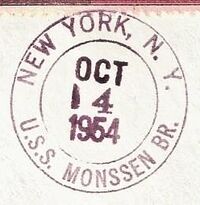 NEW YORK, N. Y.
OCT
14
1954
U.S.S. MONSSEN BR.